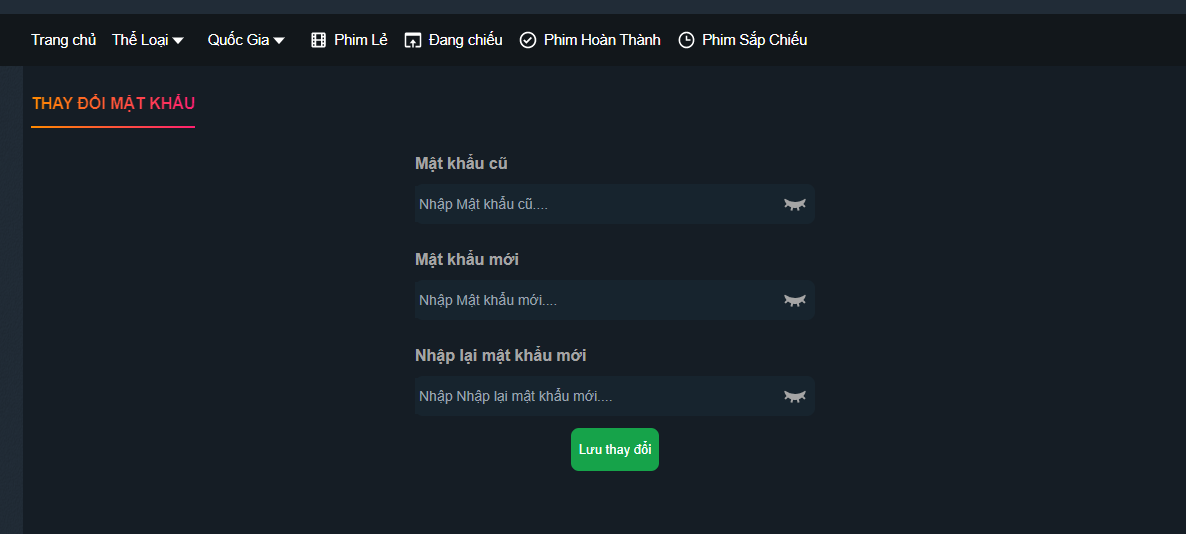 Trang chủ Thể Loại Quốc Gia Phim Lẻ Đang chiếu Phim Hoàn Thành Phim Sắp Chiếu
THAY ĐỔI MẬT KHẨU
Mật khẩu cũ
Nhập Mật khẩu cũ....
Mật khẩu mới
Nhập Mật khẩu mới....
Nhập lại mật khẩu mới
Nhập Nhập lại mật khẩu mới....
Lưu thay đổi